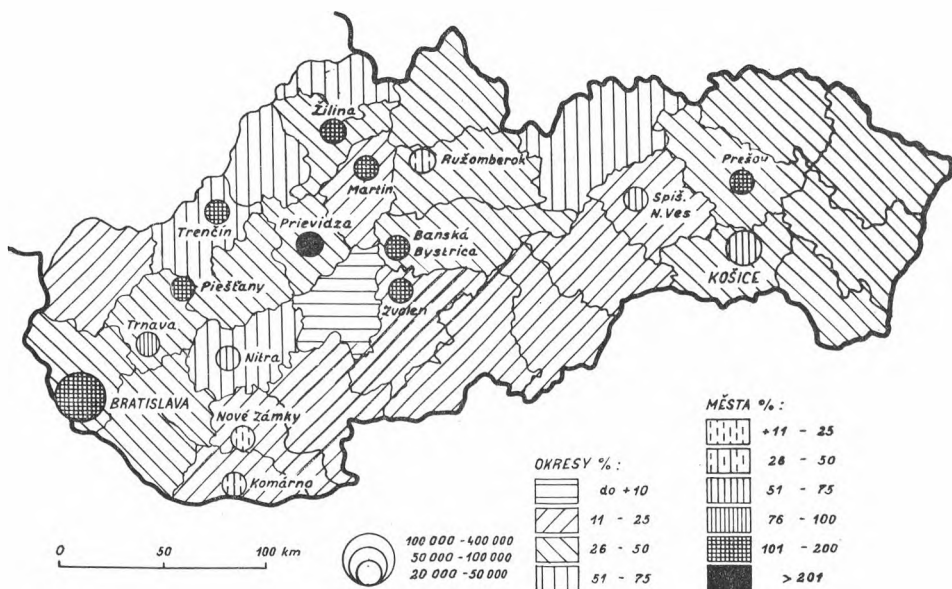 Žilina
Ružomberok
Martin
Prešov
Spiš.
N. Ves
Trenčín
Prievidza
Banská
Bystrica
KOŠICE
Piešťany
Zvolen
Trnava
Nitra
BRATISLAVA
Nové Zámky
Komárno
0 50 100 km
100 000 - 400 000
50 000 - 100 000
20 000 - 50 000
OKRESY % :
do +10
11 - 25
26 - 50
51 - 75
MĚSTA % :
+11 - 25
26 - 50
51 - 75
76 - 100
101 - 200
> 201